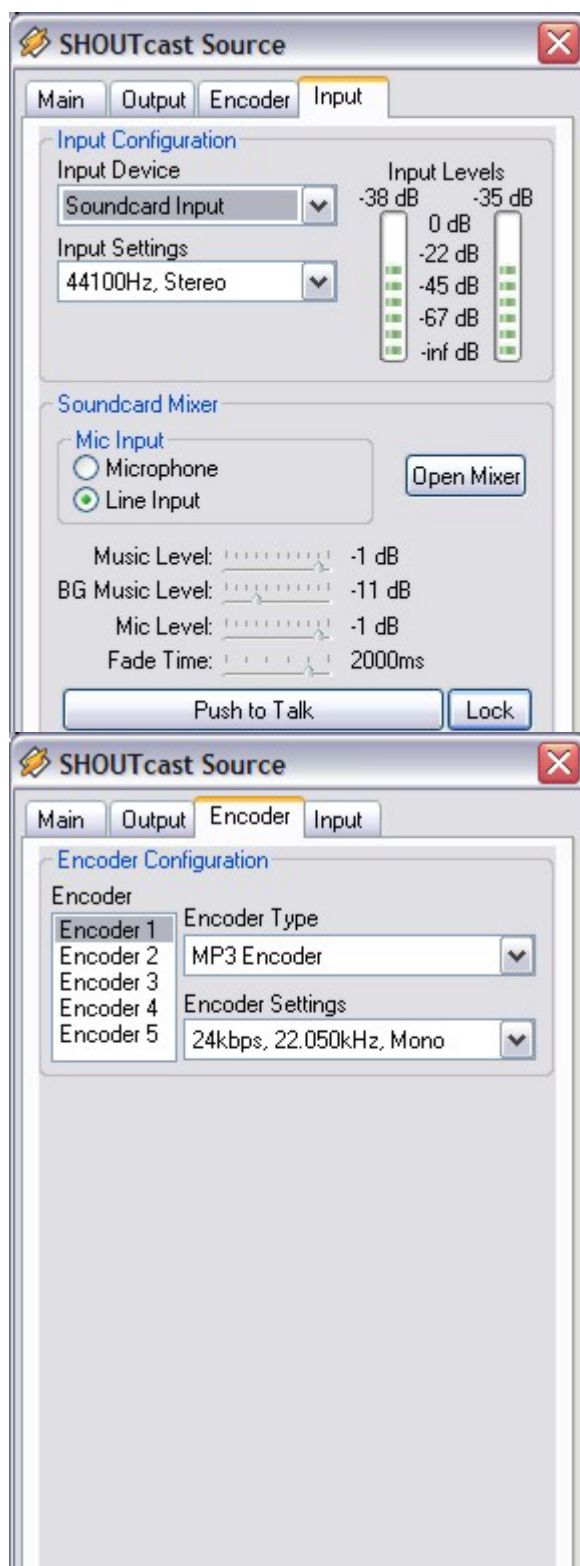 SHOUTcast Source
Main Output Encoder Input
Input Configuration
Input Device Input Levels
Soundcard Input -38 dB -35 dB
0 dB
Input Settings -22 dB
44100Hz, Stereo -45 dB
-67 dB
-inf dB
Soundcard Mixer
Mic Input
Microphone
Line Input
Open Mixer
Music Level: -1 dB
BG Music Level: -11 dB
Mic Level: -1 dB
Fade Time: 2000ms
Push to Talk Lock
SHOUTcast Source
Main Output Encoder Input
Encoder Configuration
Encoder
Encoder 1
Encoder 2
Encoder 3
Encoder 4
Encoder 5
Encoder Type
MP3 Encoder
Encoder Settings
24kbps, 22.050kHz, Mono